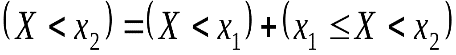 (X < x₂) = (X < x₁) + (x₁ ≤ X < x₂)